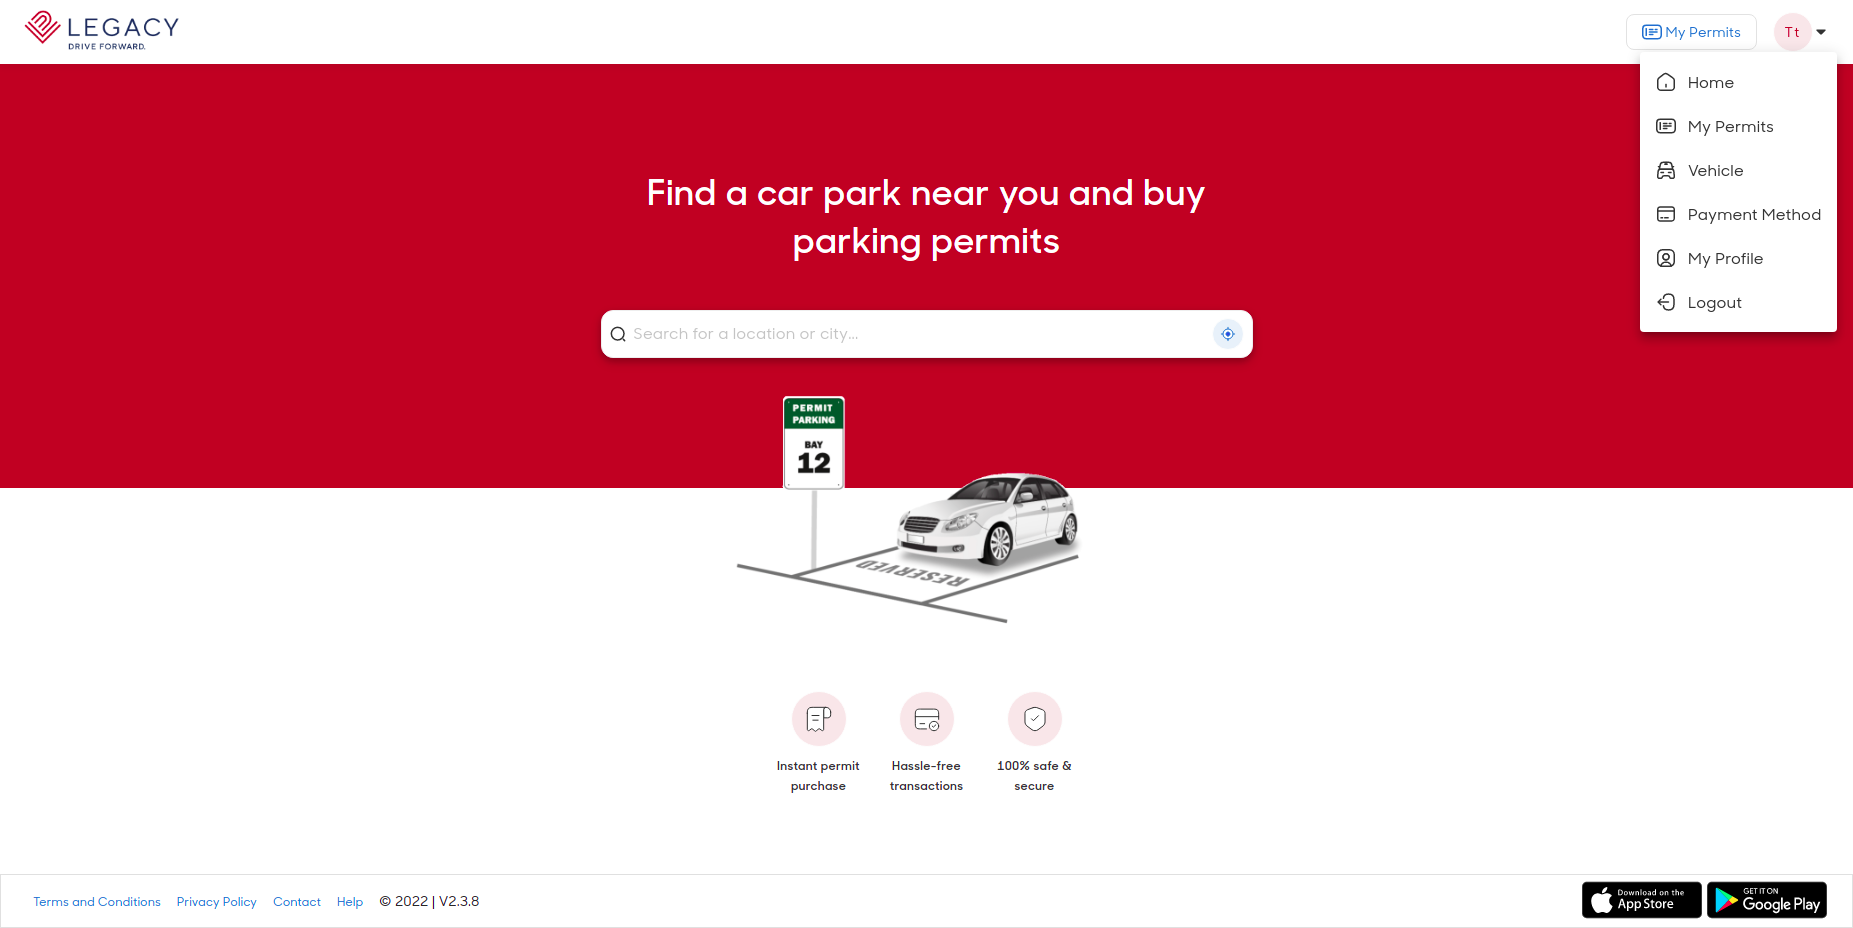 LEGACY
DRIVE FORWARD.
My Permits
Tt
Home
My Permits
Vehicle
Payment Method
My Profile
Logout
Find a car park near you and buy
parking permits
Search for a location or city...
PERMIT
PARKING
BAY
12
RESERVED
Instant permit
purchase
Hassle-free
transactions
100% safe &
secure
Terms and Conditions Privacy Policy Contact Help © 2022 | V2.3.8
Download on the
App Store
GET IT ON
Google Play